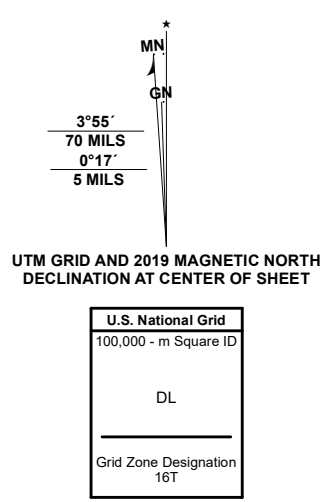 MN
GN
3°55´
70 MILS
0°17´
5 MILS
UTM GRID AND 2019 MAGNETIC NORTH
DECLINATION AT CENTER OF SHEET
U.S. National Grid
100,000 - m Square ID
DL
Grid Zone Designation
16T